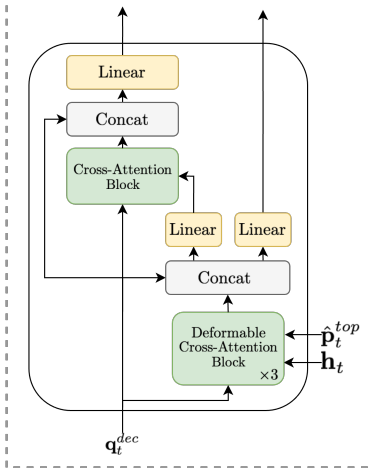 Linear
Concat
Cross-Attention
Block
Linear
Linear
Concat
Deformable
Cross-Attention
Block
×3
p̂_t^{top}
h_t
q_t^{dec}